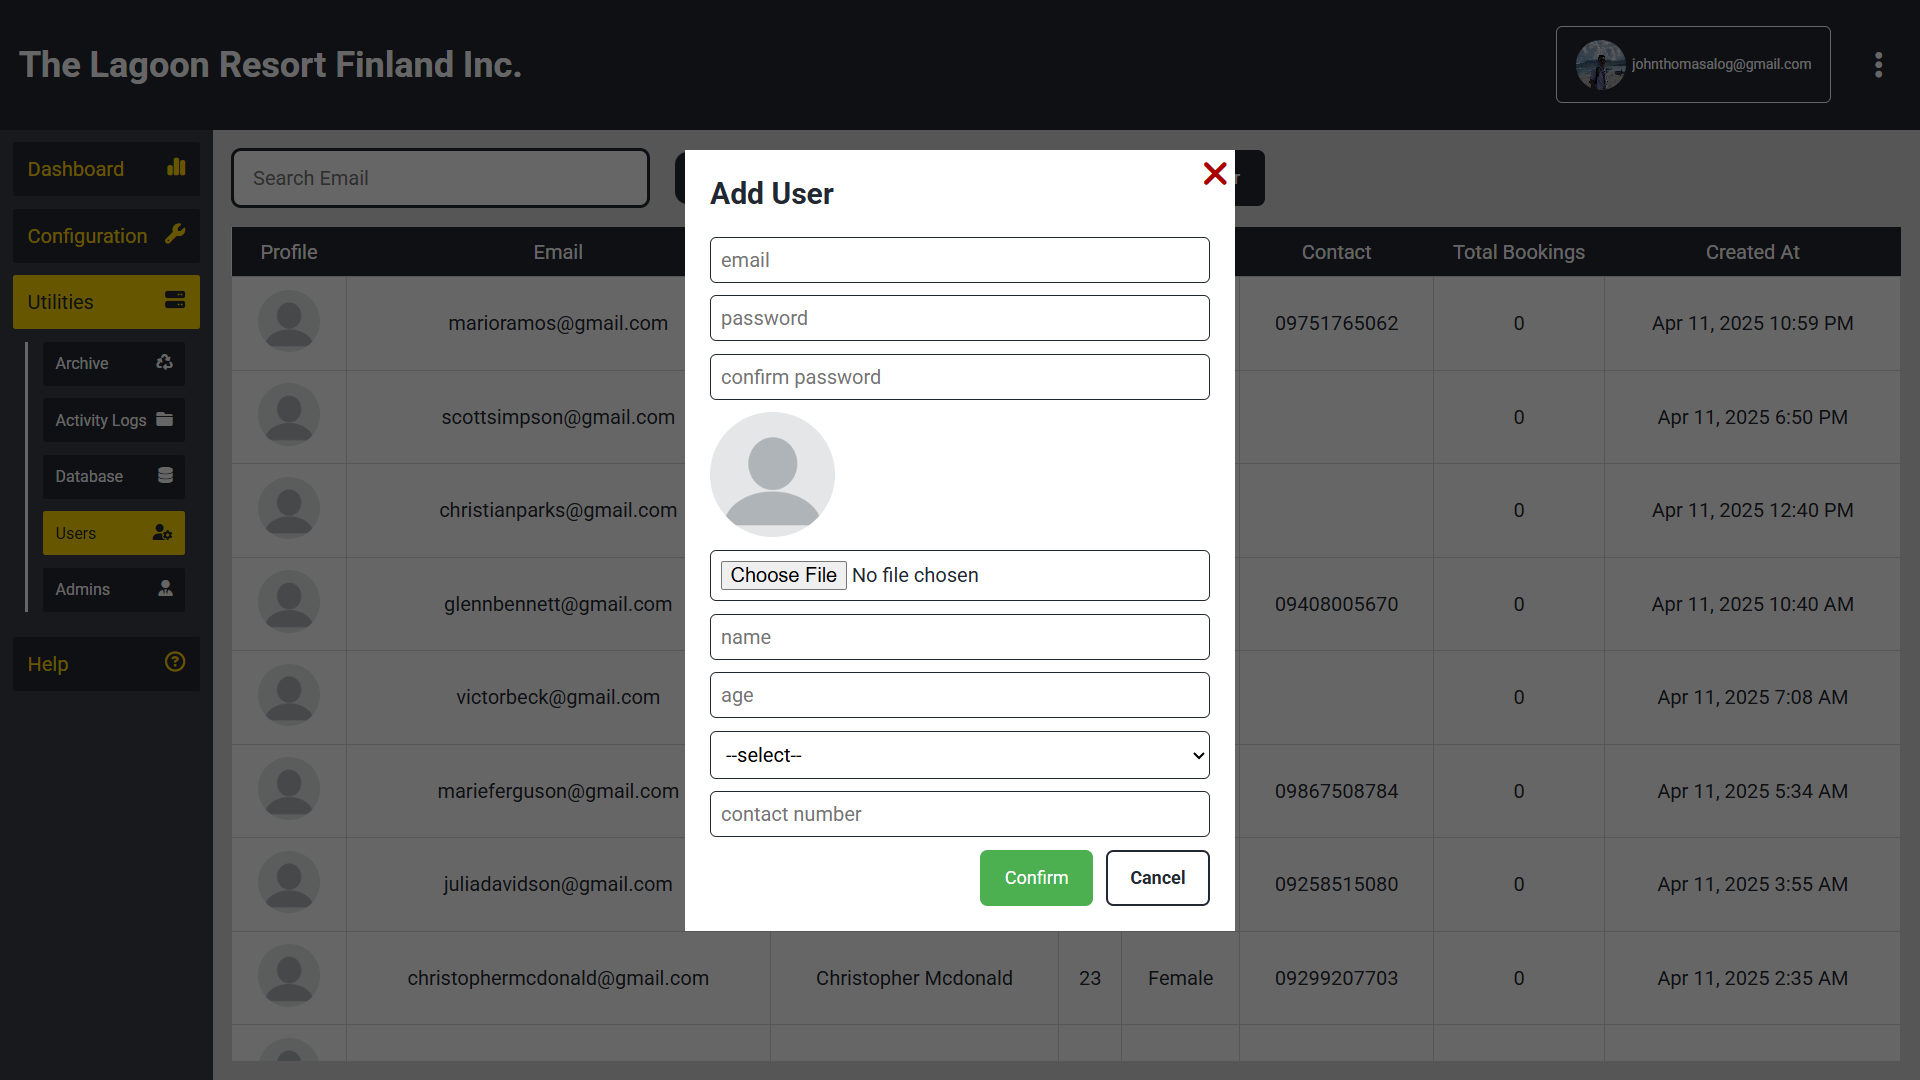 The Lagoon Resort Finland Inc.
johnthomasalog@gmail.com
Dashboard
Configuration
Utilities
Archive
Activity Logs
Database
Users
Admins
Help
Search Email
Profile Email Contact Total Bookings Created At
marioramos@gmail.com 09751765062 0 Apr 11, 2025 10:59 PM
scottsimpson@gmail.com 0 Apr 11, 2025 6:50 PM
christianparks@gmail.com 0 Apr 11, 2025 12:40 PM
glennbennett@gmail.com 09408005670 0 Apr 11, 2025 10:40 AM
victorbeck@gmail.com 0 Apr 11, 2025 7:08 AM
marieferguson@gmail.com 09867508784 0 Apr 11, 2025 5:34 AM
juliadavidson@gmail.com 09258515080 0 Apr 11, 2025 3:55 AM
christophermcdonald@gmail.com Christopher Mcdonald 23 Female 09299207703 0 Apr 11, 2025 2:35 AM
Add User
email
password
confirm password
Choose File No file chosen
name
age
--select--
contact number
Confirm Cancel